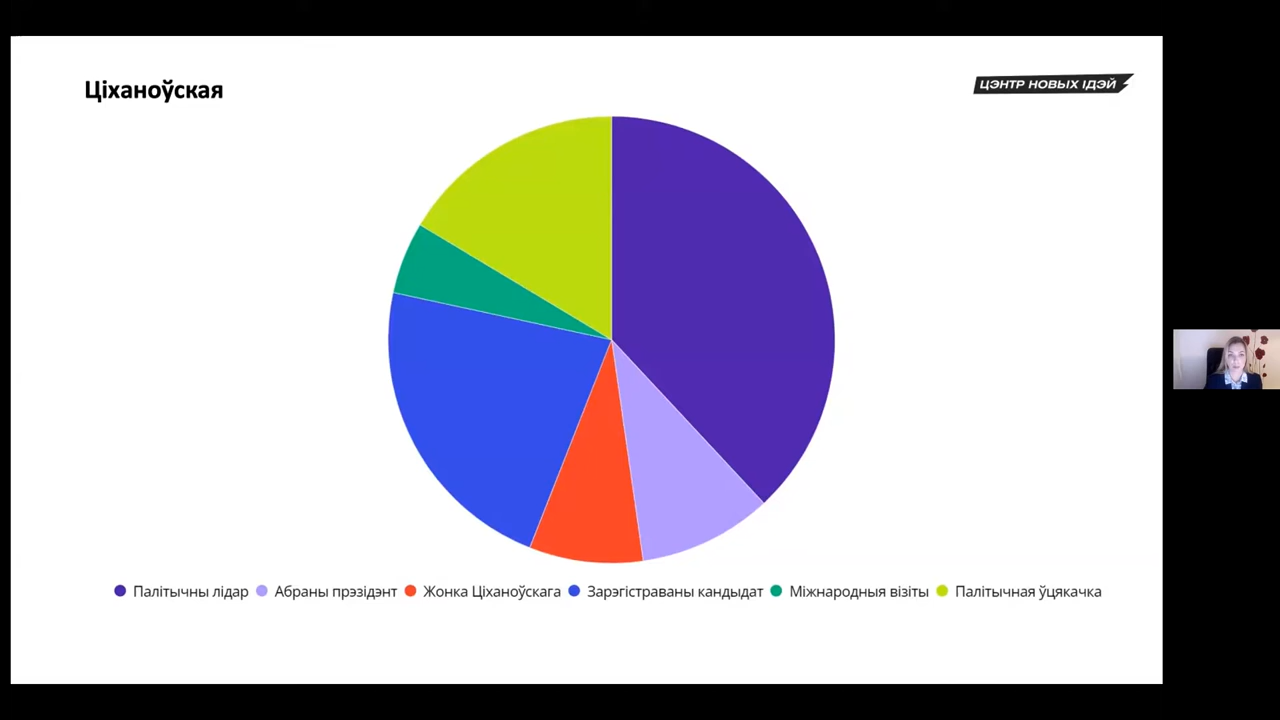 Ціханоўская
ЦЭНТР НОВЫХ ІДЭЙ
Палітычны лідар Абраны прэзідэнт Жонка Ціханоўскага Зарэгістраваны кандыдат Міжнародныя візіты Палітычная ўцякачка